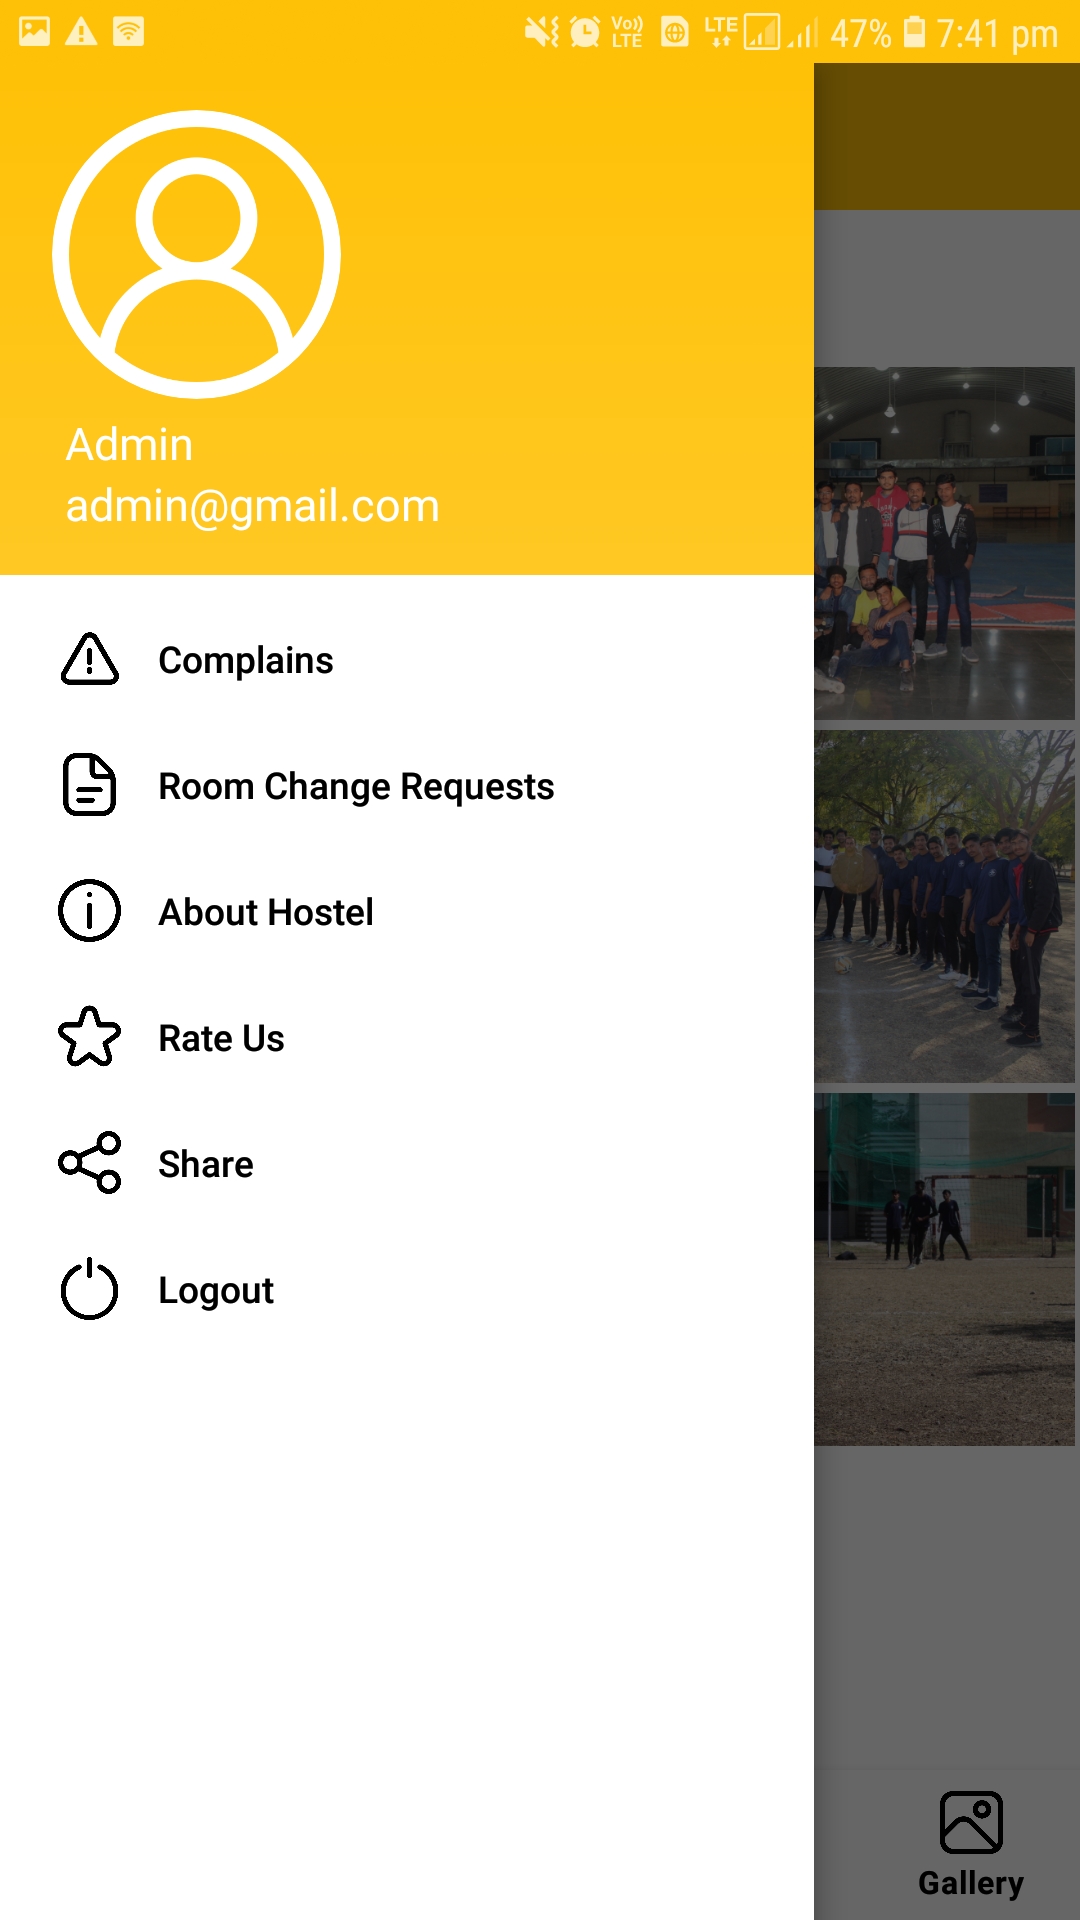 Vo)) LTE LTE 47% 7:41 pm
Admin
admin@gmail.com
Complains
Room Change Requests
About Hostel
Rate Us
Share
Logout
Gallery